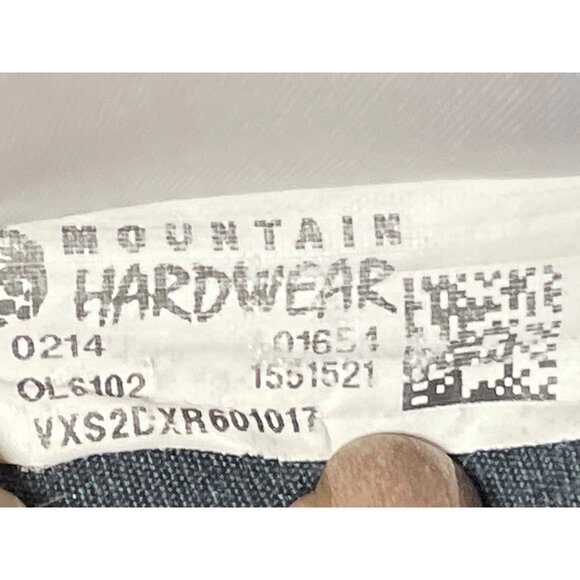 MOUNTAIN
HARDWEAR
0214 01651
OL6102 1551521
VXS2DXR601017